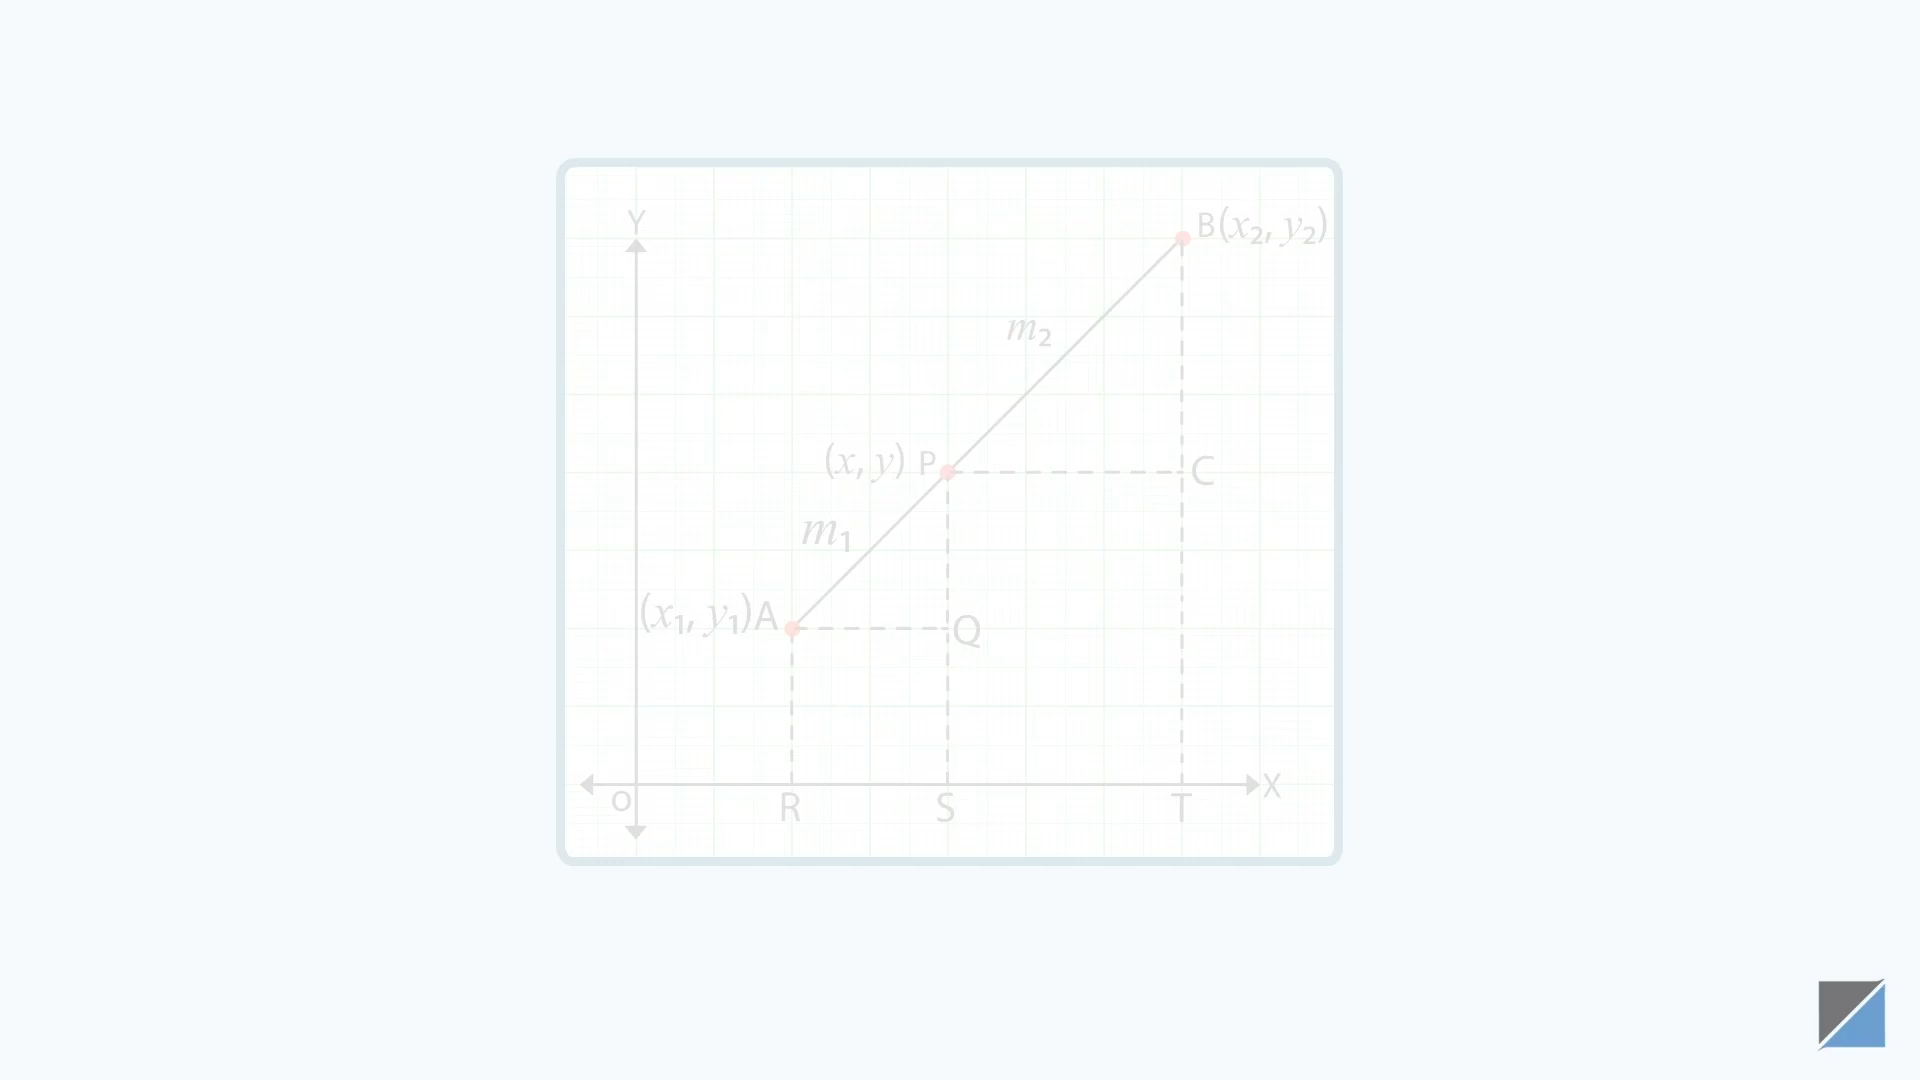 Y
B(x₂, y₂)
m₂
(x, y) P
C
m₁
(x₁, y₁)A
Q
O
X
R
S
T